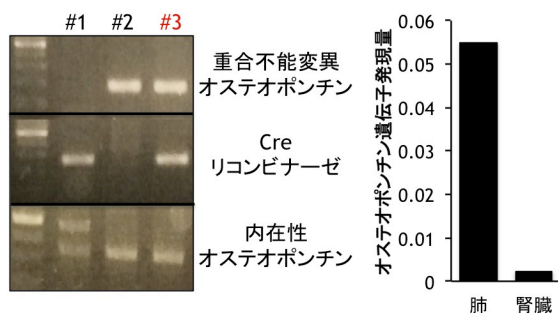 #1 #2 #3
重合不能変異
オステオポンチン
Cre
リコンビナーゼ
内在性
オステオポンチン
オステオポンチン遺伝子発現量
0.06
0.05
0.04
0.03
0.02
0.01
0
肺 腎臓